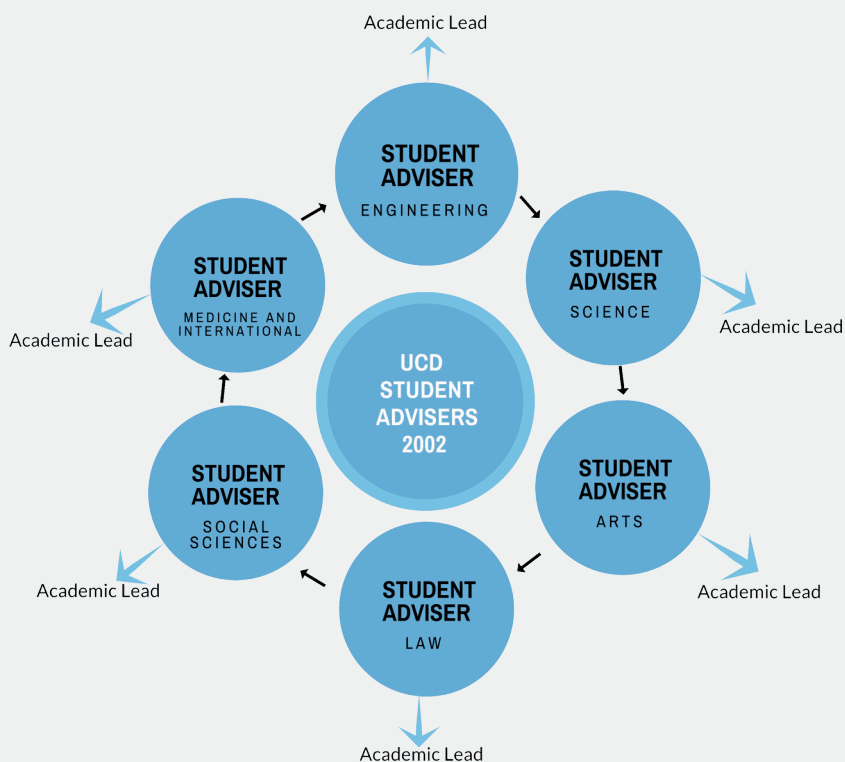 Academic Lead
STUDENT
ADVISER
ENGINEERING
STUDENT
ADVISER
SCIENCE
Academic Lead
STUDENT
ADVISER
MEDICINE AND
INTERNATIONAL
Academic Lead
UCD
STUDENT
ADVISERS
2002
STUDENT
ADVISER
ARTS
Academic Lead
STUDENT
ADVISER
SOCIAL
SCIENCES
Academic Lead
STUDENT
ADVISER
LAW
Academic Lead